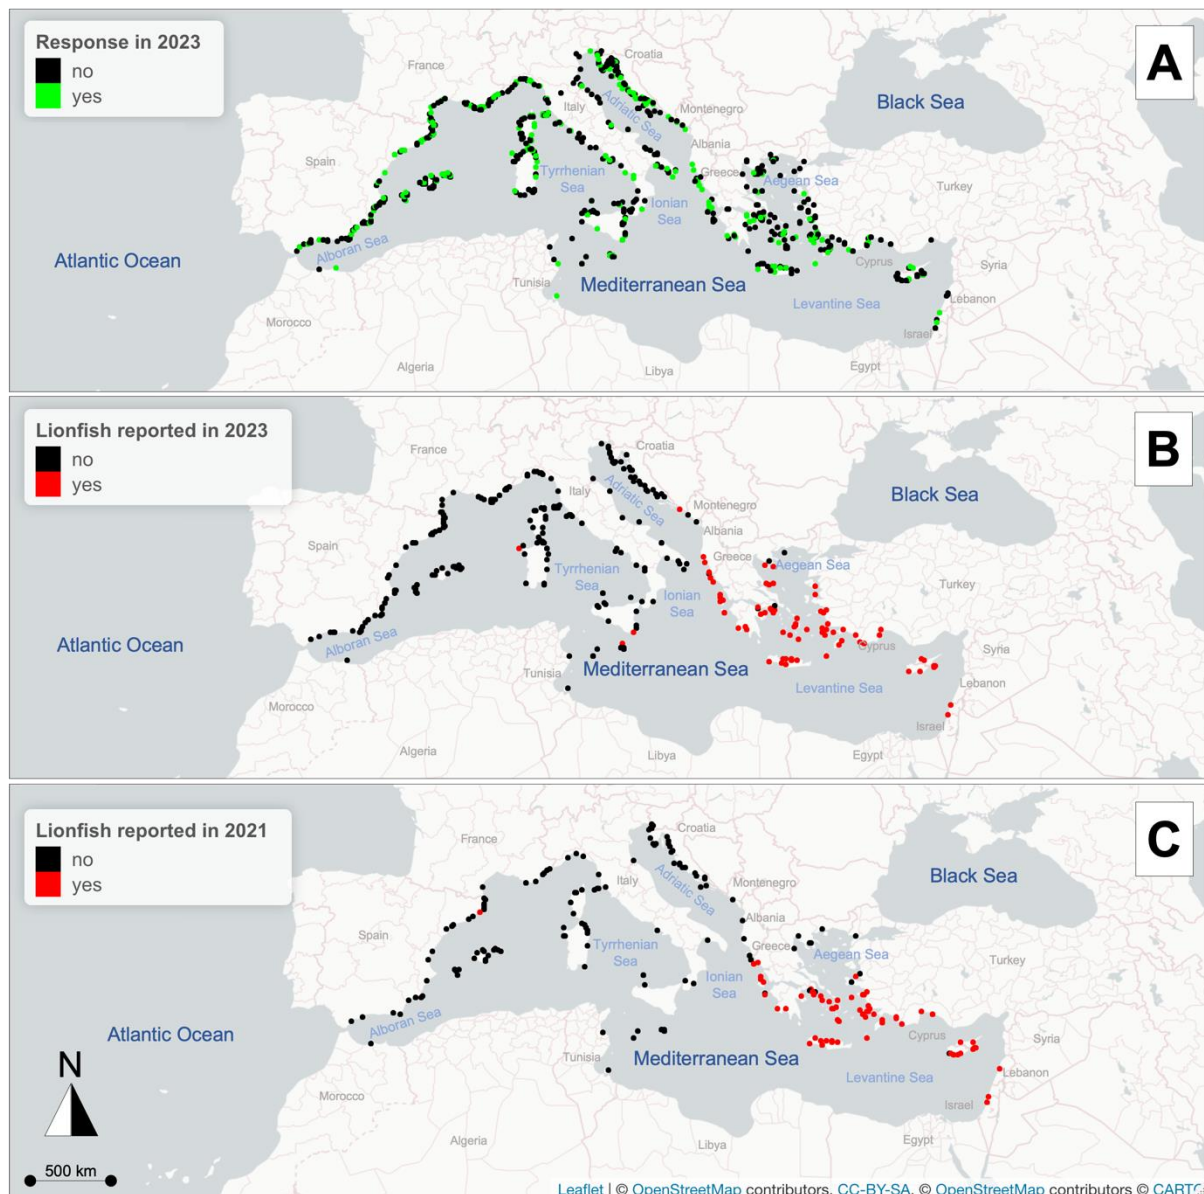 Response in 2023
no
yes
A
France
Croatia
Italy
Adriatic Sea
Montenegro
Black Sea
Albania
Spain
Greece
Tyrrhenian
Sea
Aegean Sea
Turkey
Ionian
Sea
Alboran Sea
Atlantic Ocean
Cyprus
Syria
Tunisia
Mediterranean Sea
Levantine Sea
Lebanon
Morocco
Israel
Algeria
Libya
Egypt
Lionfish reported in 2023
no
yes
B
France
Croatia
Italy
Adriatic Sea
Montenegro
Black Sea
Albania
Spain
Greece
Tyrrhenian
Sea
Aegean Sea
Turkey
Ionian
Sea
Alboran Sea
Atlantic Ocean
Cyprus
Syria
Tunisia
Mediterranean Sea
Levantine Sea
Lebanon
Morocco
Israel
Algeria
Libya
Egypt
Lionfish reported in 2021
no
yes
C
France
Croatia
Italy
Adriatic Sea
Montenegro
Black Sea
Albania
Spain
Greece
Tyrrhenian
Sea
Aegean Sea
Turkey
Ionian
Sea
Alboran Sea
Atlantic Ocean
Cyprus
Syria
Tunisia
Mediterranean Sea
Levantine Sea
Lebanon
Morocco
Israel
Algeria
Libya
Egypt
N
500 km
Leaflet | © OpenStreetMap contributors, CC-BY-SA, © OpenStreetMap contributors © CARTO